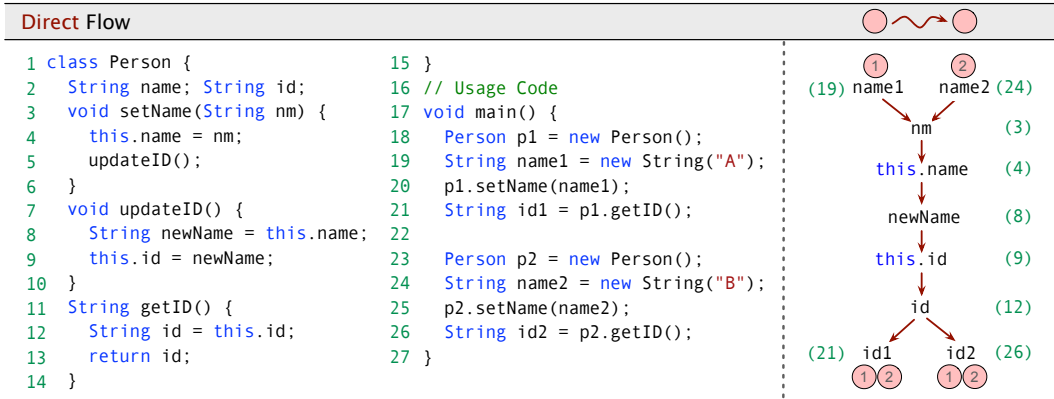 Direct Flow
1 class Person {
2 String name; String id;
3 void setName(String nm) {
4 this.name = nm;
5 updateID();
6 }
7 void updateID() {
8 String newName = this.name;
9 this.id = newName;
10 }
11 String getID() {
12 String id = this.id;
13 return id;
14 }
15 }
16 // Usage Code
17 void main() {
18 Person p1 = new Person();
19 String name1 = new String("A");
20 p1.setName(name1);
21 String id1 = p1.getID();
22
23 Person p2 = new Person();
24 String name2 = new String("B");
25 p2.setName(name2);
26 String id2 = p2.getID();
27 }
1 2
(19) name1 name2 (24)
nm (3)
this.name (4)
newName (8)
this.id (9)
id (12)
(21) id1 id2 (26)
1 2 1 2